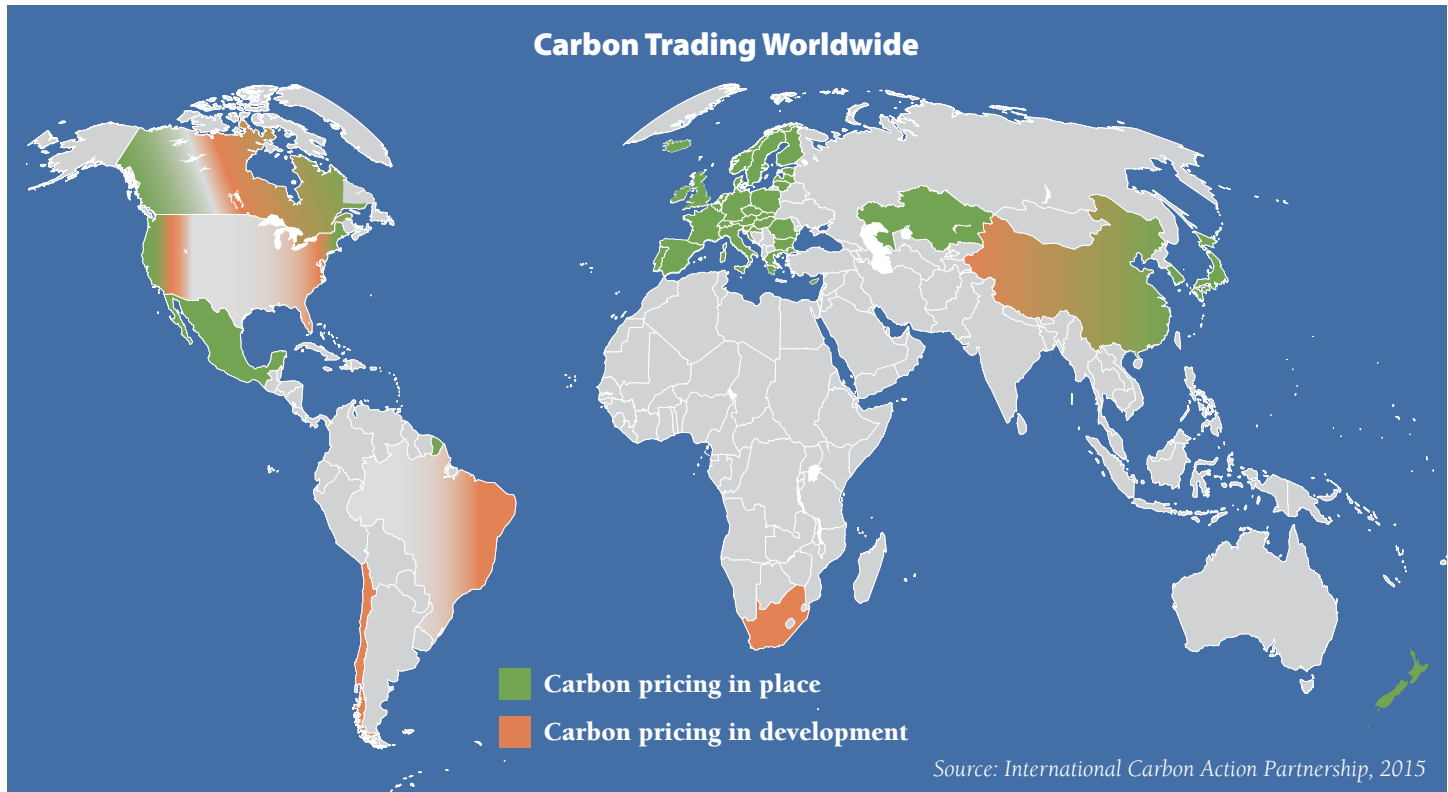 Carbon Trading Worldwide
Carbon pricing in place
Carbon pricing in development
Source: International Carbon Action Partnership, 2015